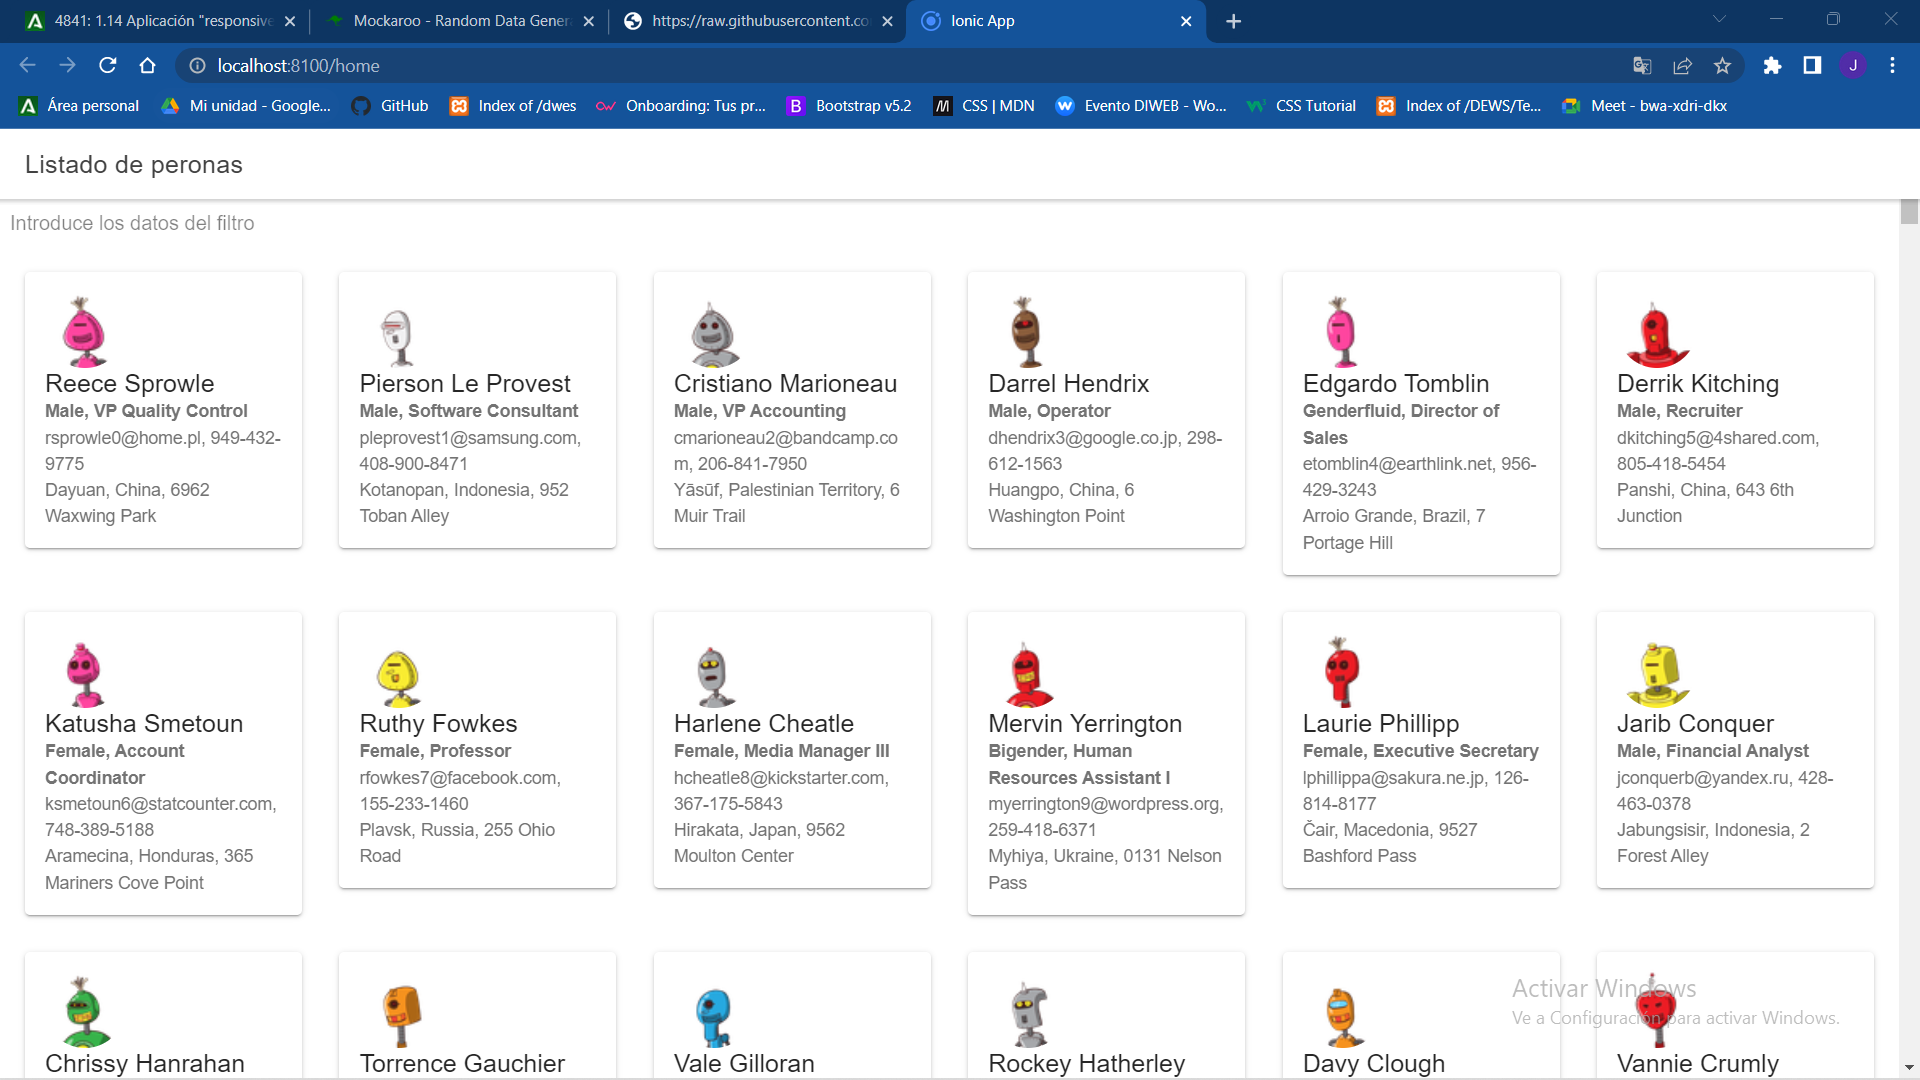 4841: 1.14 Aplicación "responsive
Mockaroo - Random Data Gener
https://raw.githubusercontent.co
Ionic App
localhost:8100/home
J
Área personal
Mi unidad - Google...
GitHub
Index of /dwes
Onboarding: Tus pr...
Bootstrap v5.2
CSS | MDN
Evento DIWEB - Wo...
CSS Tutorial
Index of /DEWS/Te...
Meet - bwa-xdri-dkx
Listado de peronas
Introduce los datos del filtro
Reece Sprowle
Male, VP Quality Control
rsprowle0@home.pl, 949-432-
9775
Dayuan, China, 6962
Waxwing Park
Pierson Le Provest
Male, Software Consultant
pleprovest1@samsung.com,
408-900-8471
Kotanopan, Indonesia, 952
Toban Alley
Cristiano Marioneau
Male, VP Accounting
cmarioneau2@bandcamp.co
m, 206-841-7950
Yāsūf, Palestinian Territory, 6
Muir Trail
Darrel Hendrix
Male, Operator
dhendrix3@google.co.jp, 298-
612-1563
Huangpo, China, 6
Washington Point
Edgardo Tomblin
Genderfluid, Director of
Sales
etomblin4@earthlink.net, 956-
429-3243
Arroio Grande, Brazil, 7
Portage Hill
Derrik Kitching
Male, Recruiter
dkitching5@4shared.com,
805-418-5454
Panshi, China, 643 6th
Junction
Katusha Smetoun
Female, Account
Coordinator
ksmetoun6@statcounter.com,
748-389-5188
Aramecina, Honduras, 365
Mariners Cove Point
Ruthy Fowkes
Female, Professor
rfowkes7@facebook.com,
155-233-1460
Plavsk, Russia, 255 Ohio
Road
Harlene Cheatle
Female, Media Manager III
hcheatle8@kickstarter.com,
367-175-5843
Hirakata, Japan, 9562
Moulton Center
Mervin Yerrington
Bigender, Human
Resources Assistant I
myerrington9@wordpress.org,
259-418-6371
Myhiya, Ukraine, 0131 Nelson
Pass
Laurie Phillipp
Female, Executive Secretary
lphillippa@sakura.ne.jp, 126-
814-8177
Čair, Macedonia, 9527
Bashford Pass
Jarib Conquer
Male, Financial Analyst
jconquerb@yandex.ru, 428-
463-0378
Jabungsisir, Indonesia, 2
Forest Alley
Chrissy Hanrahan
Torrence Gauchier
Vale Gilloran
Rockey Hatherley
Davy Clough
Vannie Crumly
Activar Windows
Ve a Configuración para activar Windows.